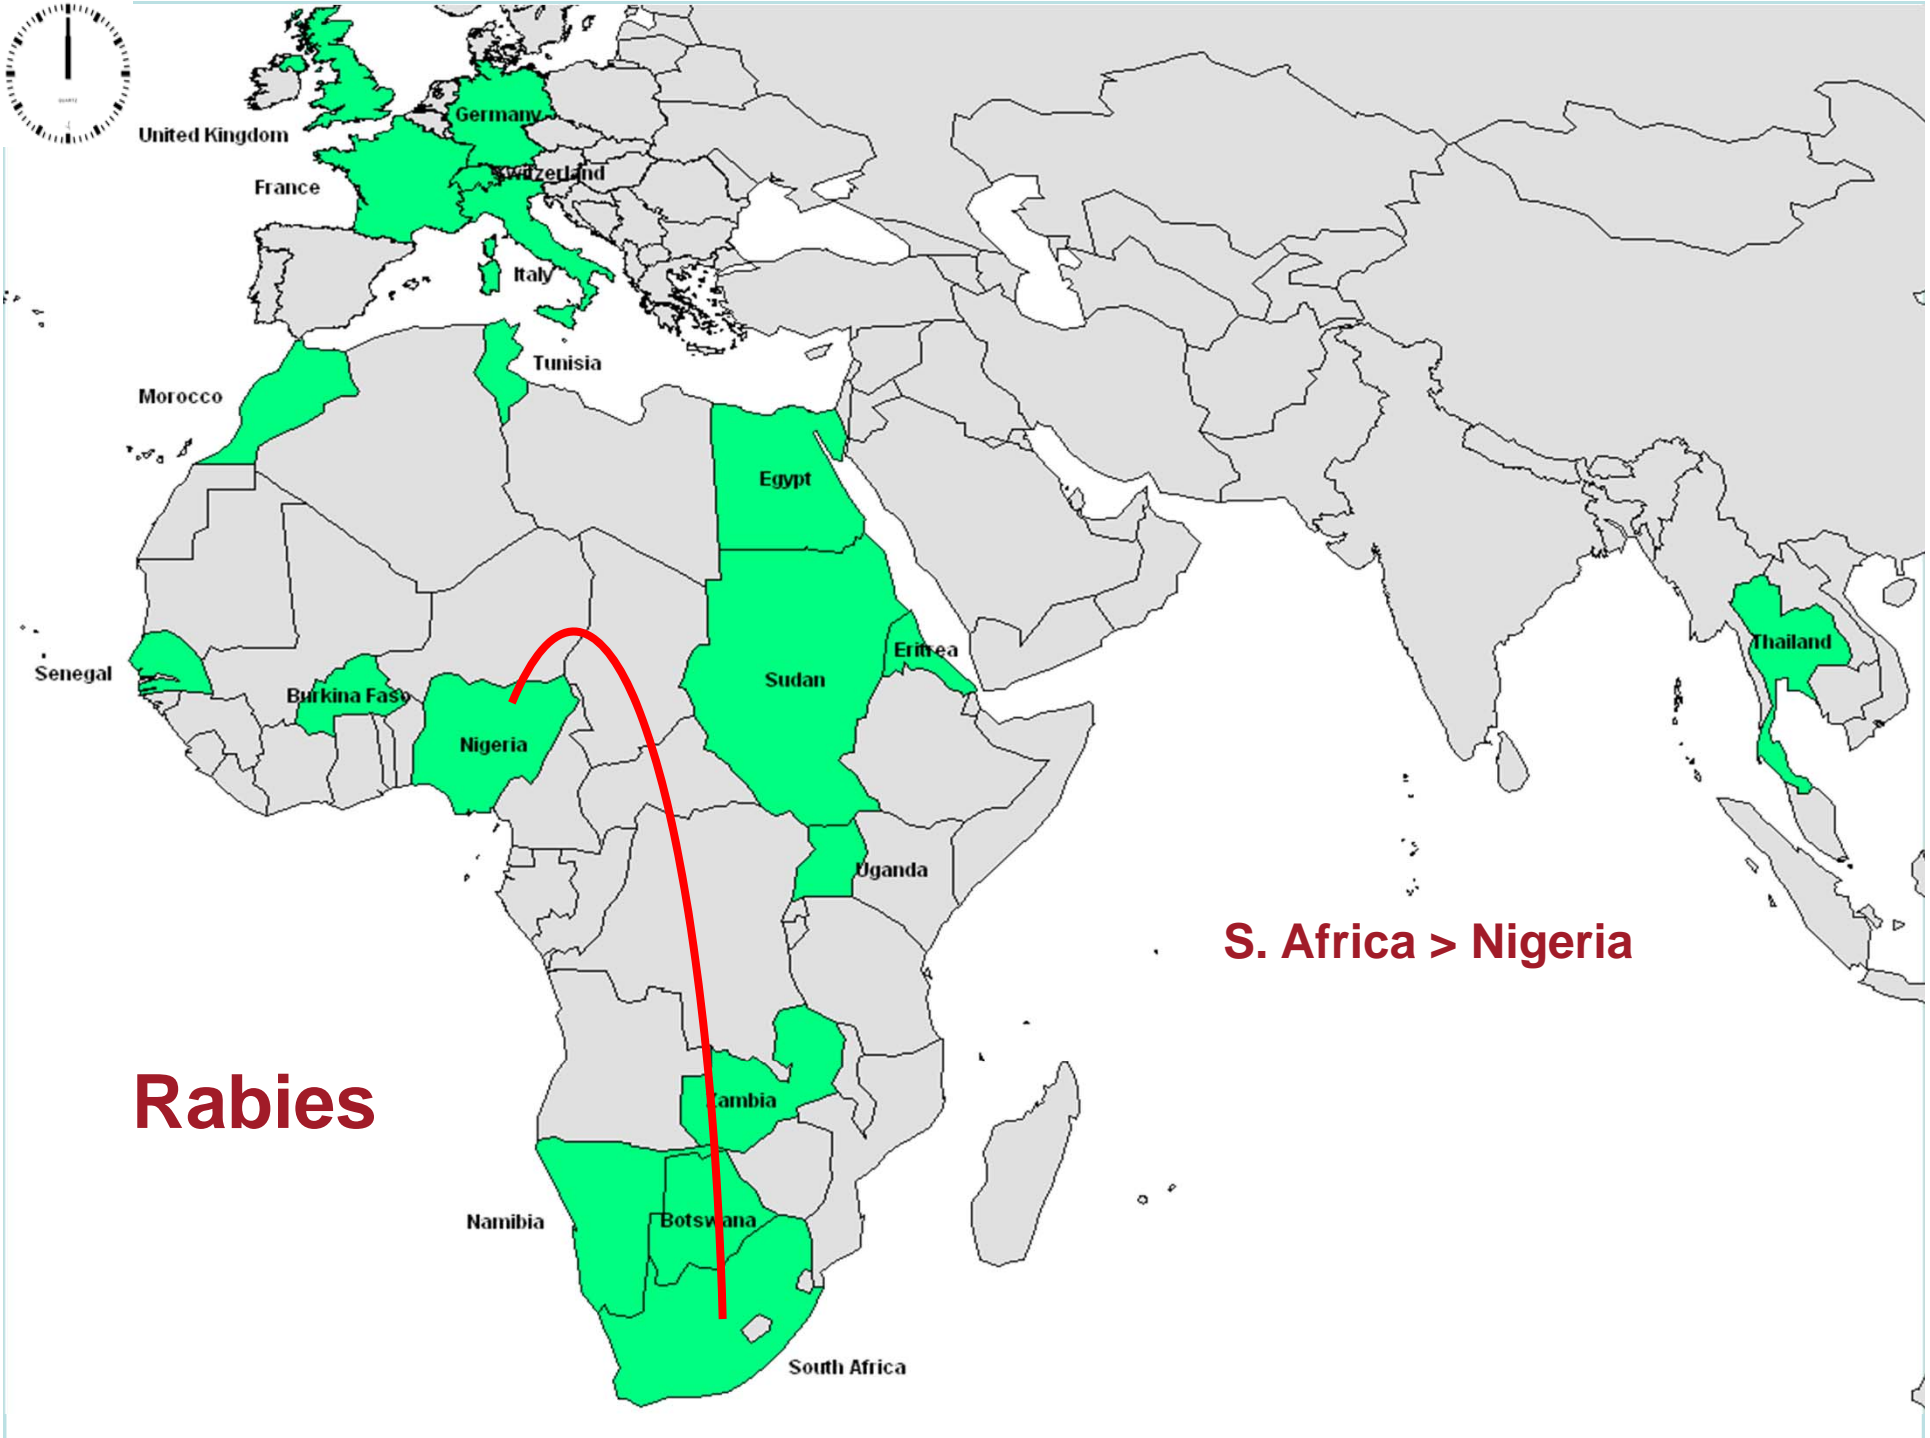 Germany
United Kingdom
Switzerland
France
Italy
Tunisia
Morocco
Egypt
Thailand
Eritrea
Senegal
Sudan
Burkina Faso
Nigeria
Uganda
S. Africa > Nigeria
Rabies
Zambia
Namibia
Botswana
South Africa